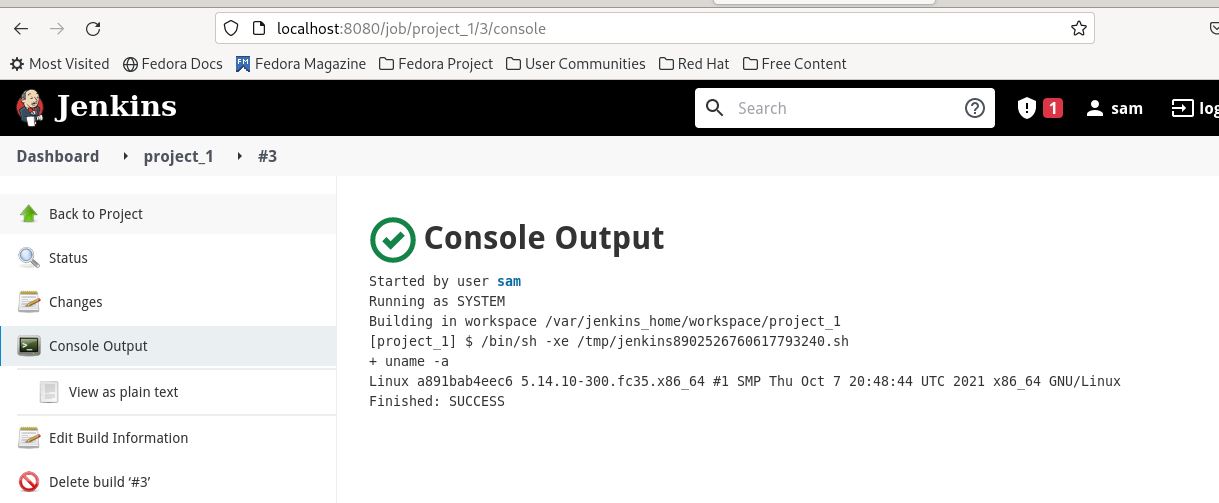 localhost:8080/job/project_1/3/console
Most Visited Fedora Docs FM Fedora Magazine Fedora Project User Communities Red Hat Free Content
Jenkins Search 1 sam log
Dashboard project_1 #3
Back to Project
Status
Changes
Console Output
View as plain text
Edit Build Information
Delete build ‘#3’
Console Output
Started by user sam
Running as SYSTEM
Building in workspace /var/jenkins_home/workspace/project_1
[project_1] $ /bin/sh -xe /tmp/jenkins8902526760617793240.sh
+ uname -a
Linux a891bab4eec6 5.14.10-300.fc35.x86_64 #1 SMP Thu Oct 7 20:48:44 UTC 2021 x86_64 GNU/Linux
Finished: SUCCESS